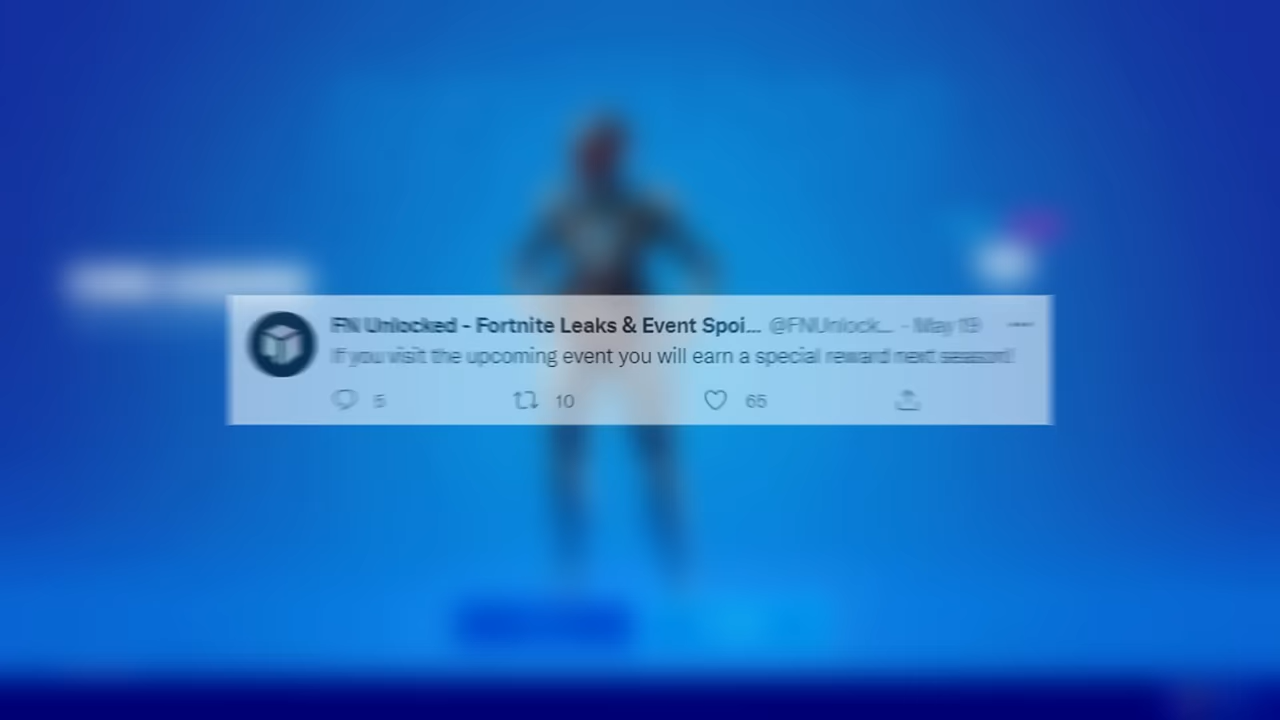 FN Unlocked - Fortnite Leaks & Event Spoi... @FNUnlock... · May 19
If you visit the upcoming event you will earn a special reward next season!
5 10 65